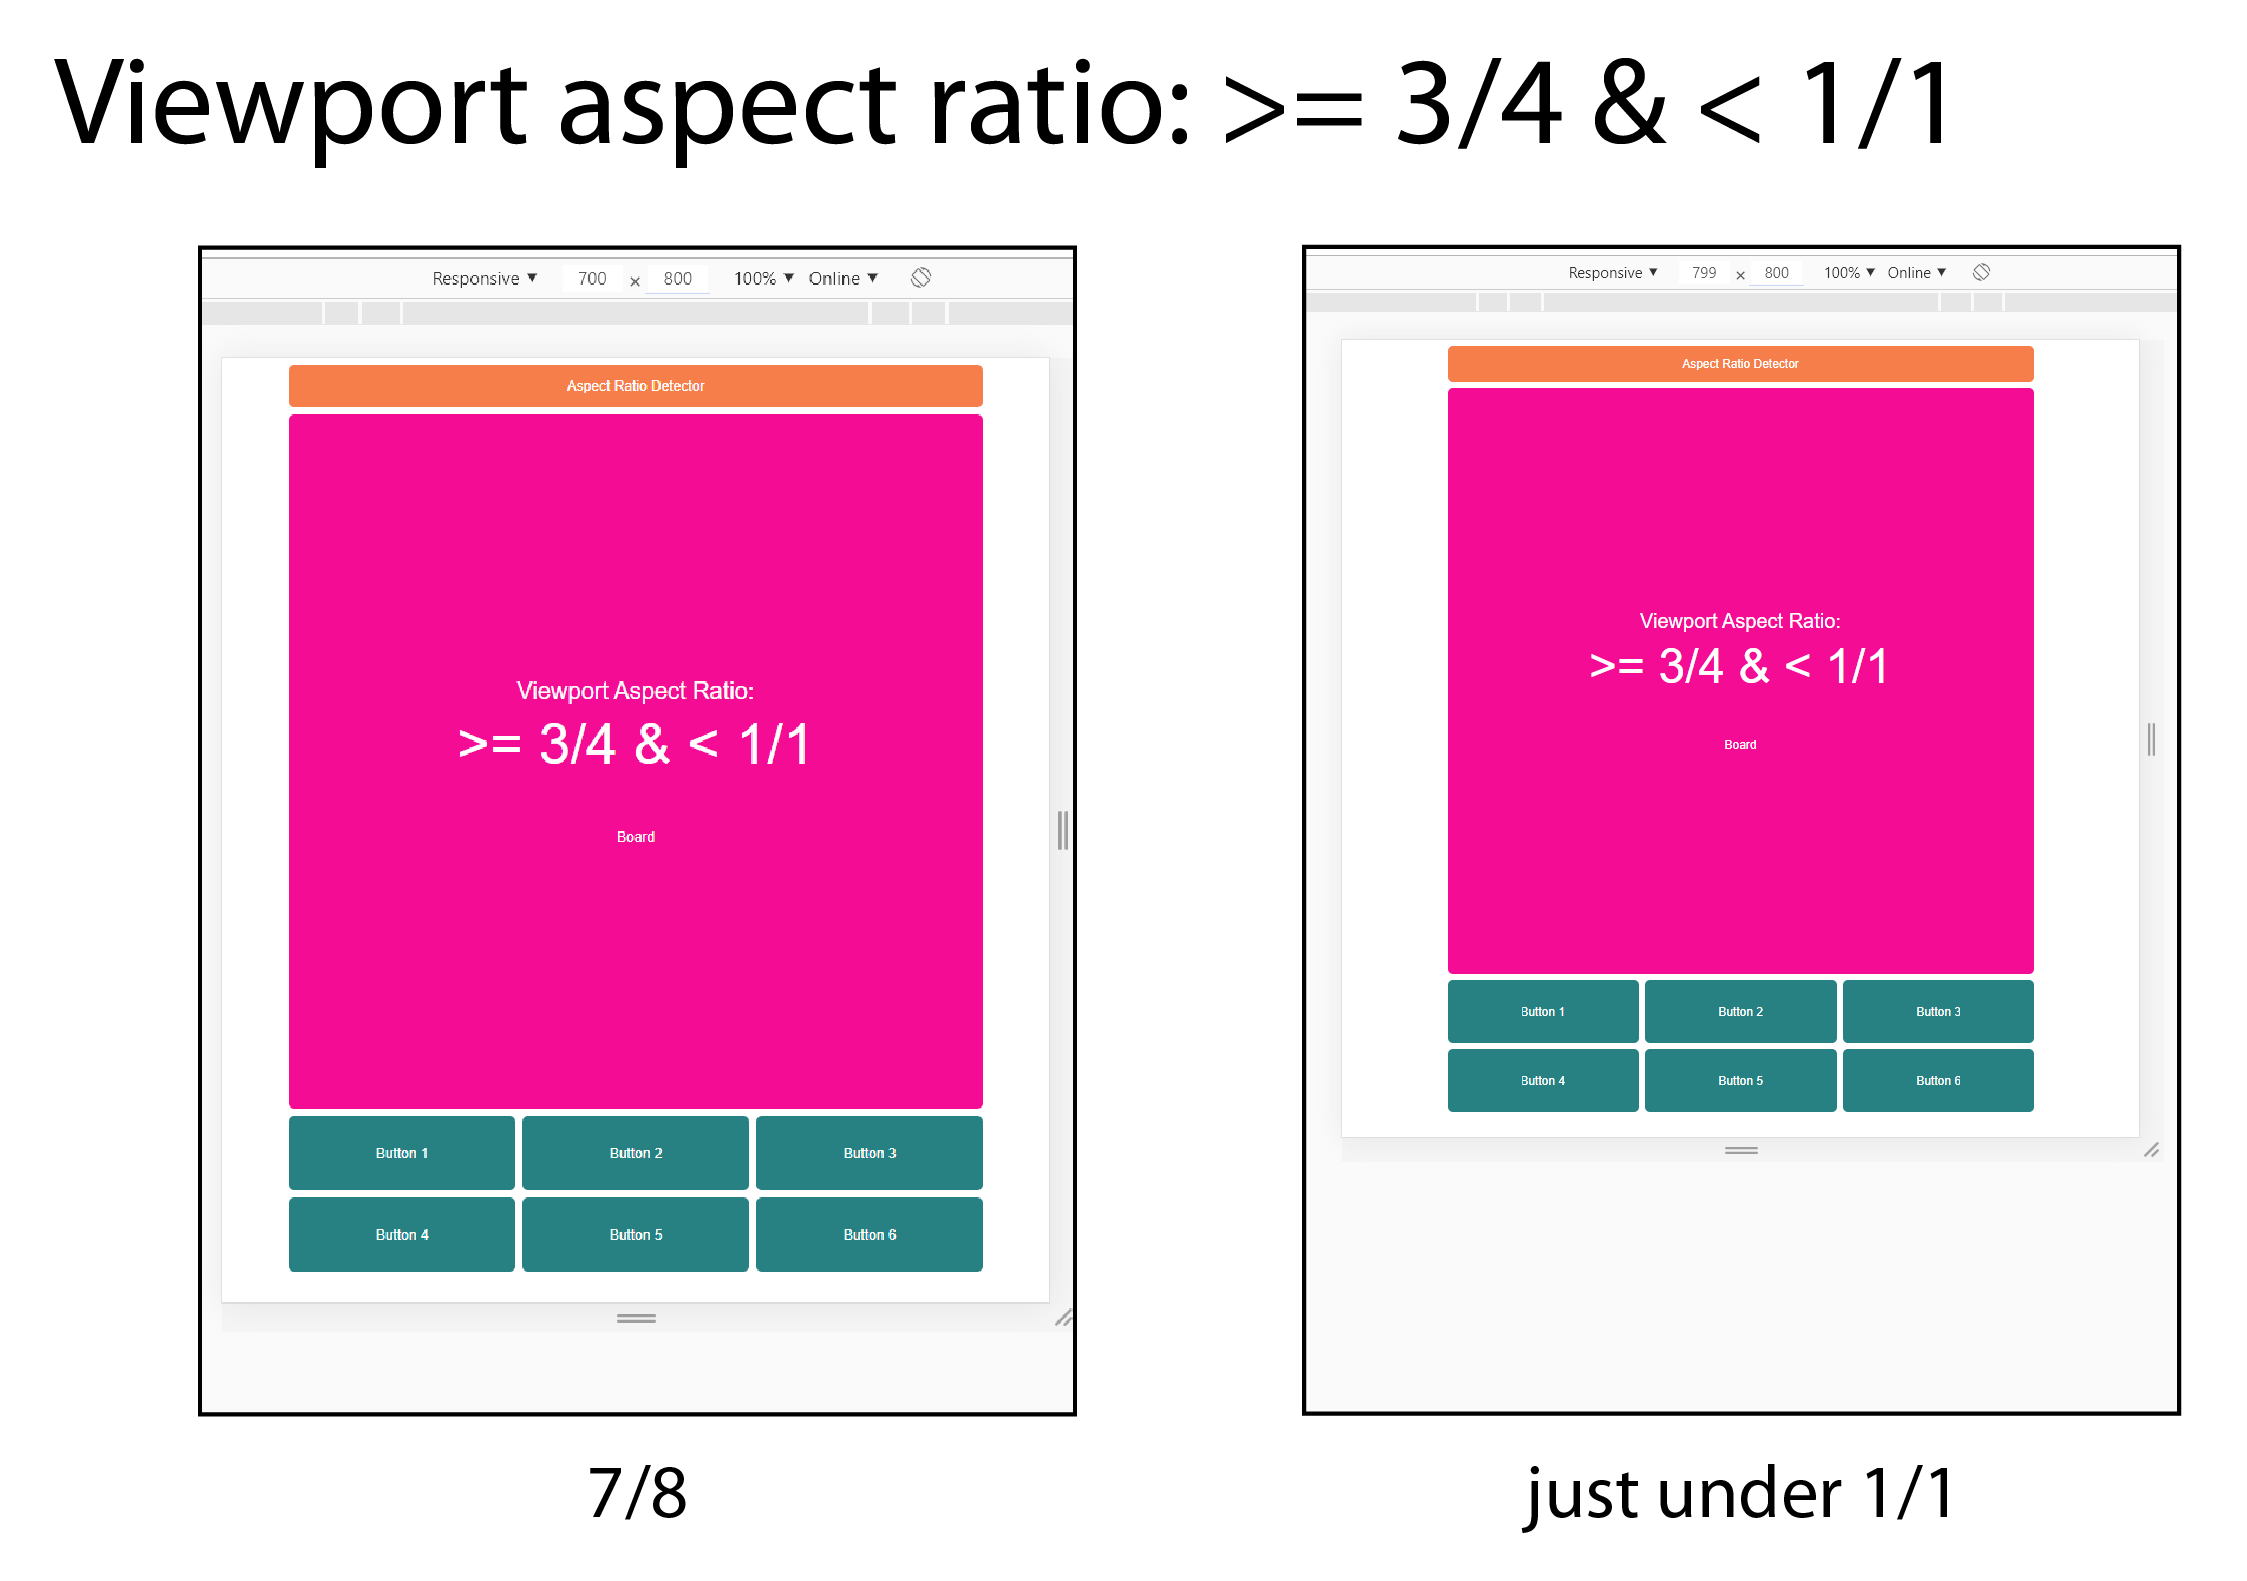 Viewport aspect ratio: >= 3/4 & < 1/1
Responsive ▼ 700 × 800 100% ▼ Online ▼
Aspect Ratio Detector
Viewport Aspect Ratio:
>= 3/4 & < 1/1
Board
Button 1 Button 2 Button 3
Button 4 Button 5 Button 6
7/8
Responsive ▼ 799 × 800 100% ▼ Online ▼
Aspect Ratio Detector
Viewport Aspect Ratio:
>= 3/4 & < 1/1
Board
Button 1 Button 2 Button 3
Button 4 Button 5 Button 6
just under 1/1